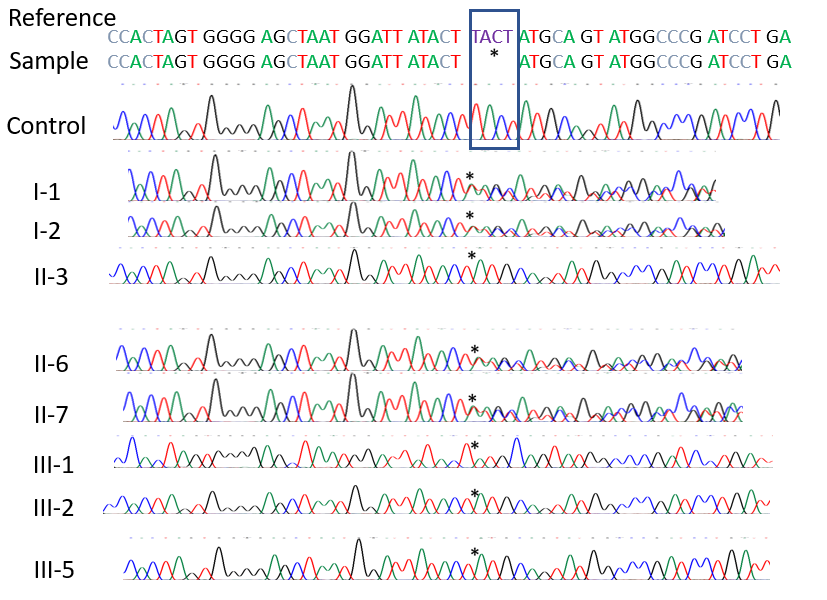 Reference
CCACTAGT GGGG AGCTAAT GGATT ATACT TACT ATGCA GT ATGGCCCG ATCCT GA
Sample
CCACTAGT GGGG AGCTAAT GGATT ATACT * ATGCA GT ATGGCCCG ATCCT GA
Control
I-1 *
I-2 *
II-3 *
II-6 *
II-7 *
III-1 *
III-2 *
III-5 *